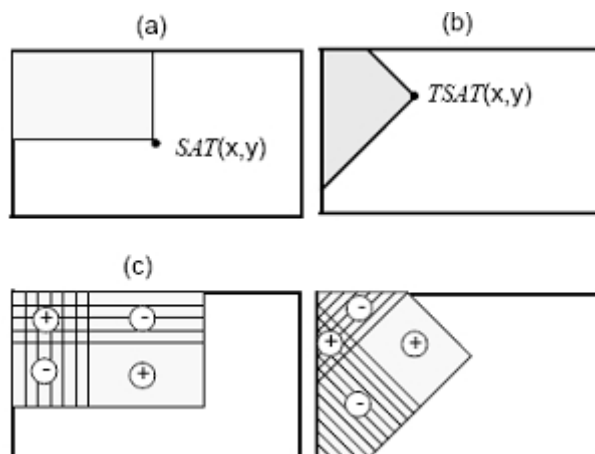 (a)
(b)
SAT(x,y)
TSAT(x,y)
(c)
+ -
- +
- + +
-